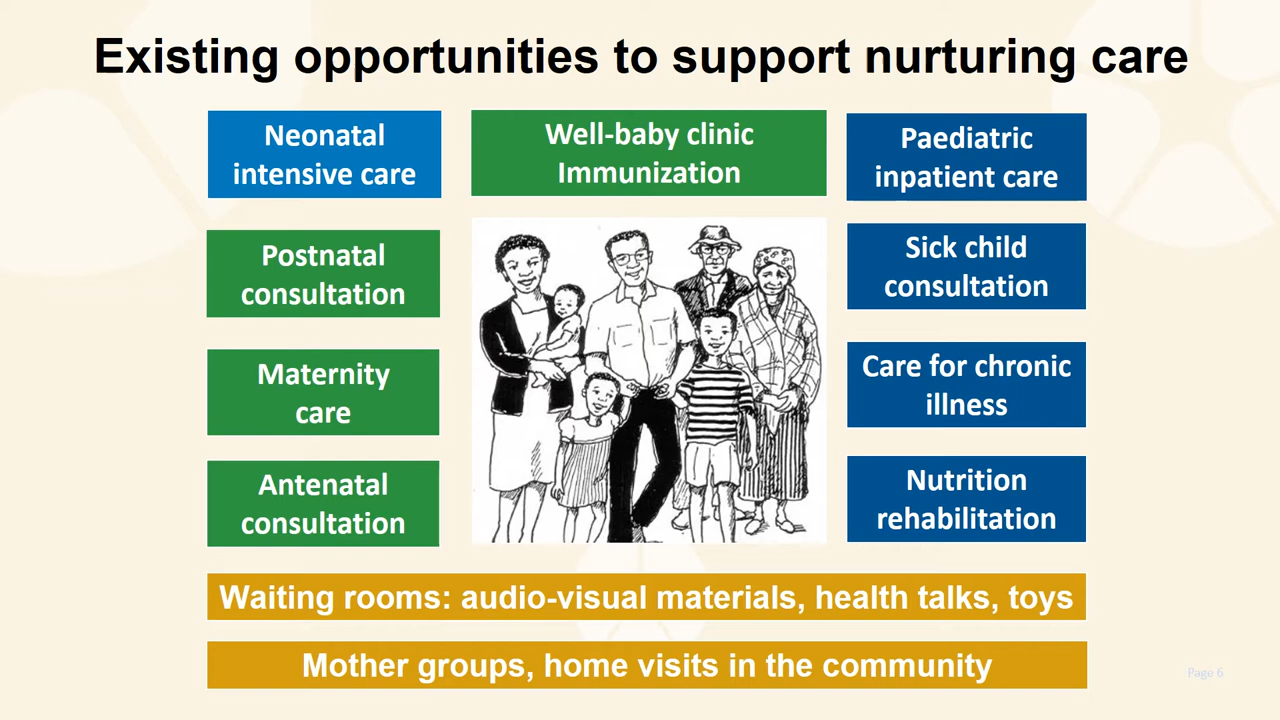 Existing opportunities to support nurturing care
Neonatal
intensive care
Well-baby clinic
Immunization
Paediatric
inpatient care
Postnatal
consultation
Sick child
consultation
Maternity
care
Care for chronic
illness
Antenatal
consultation
Nutrition
rehabilitation
Waiting rooms: audio-visual materials, health talks, toys
Mother groups, home visits in the community
Page 6